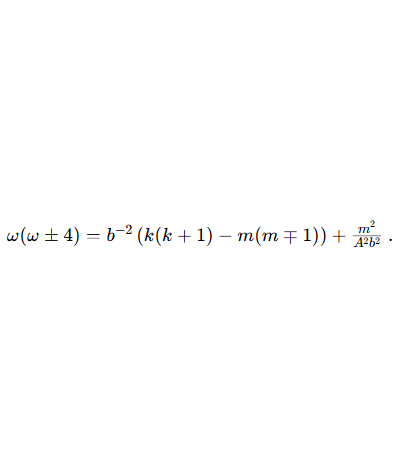 ω(ω ± 4) = b⁻² (k(k + 1) − m(m ∓ 1)) + m²/A²b² .